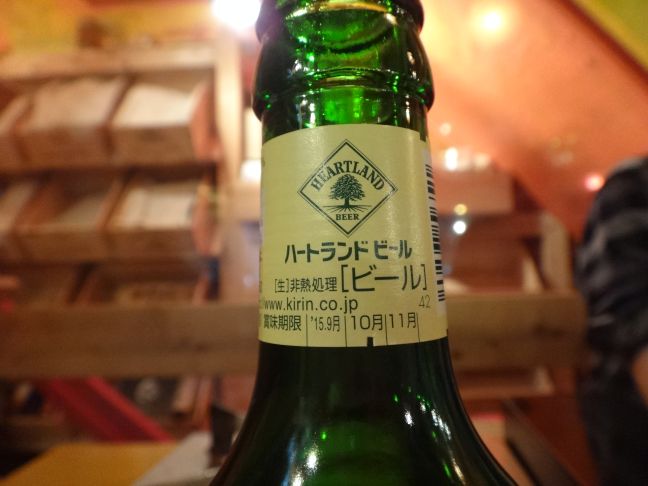 HEARTLAND
BEER
ハートランドビール
[生]非熱処理[ビール]
www.kirin.co.jp
42
賞味期限 '15.9月 10月 11月